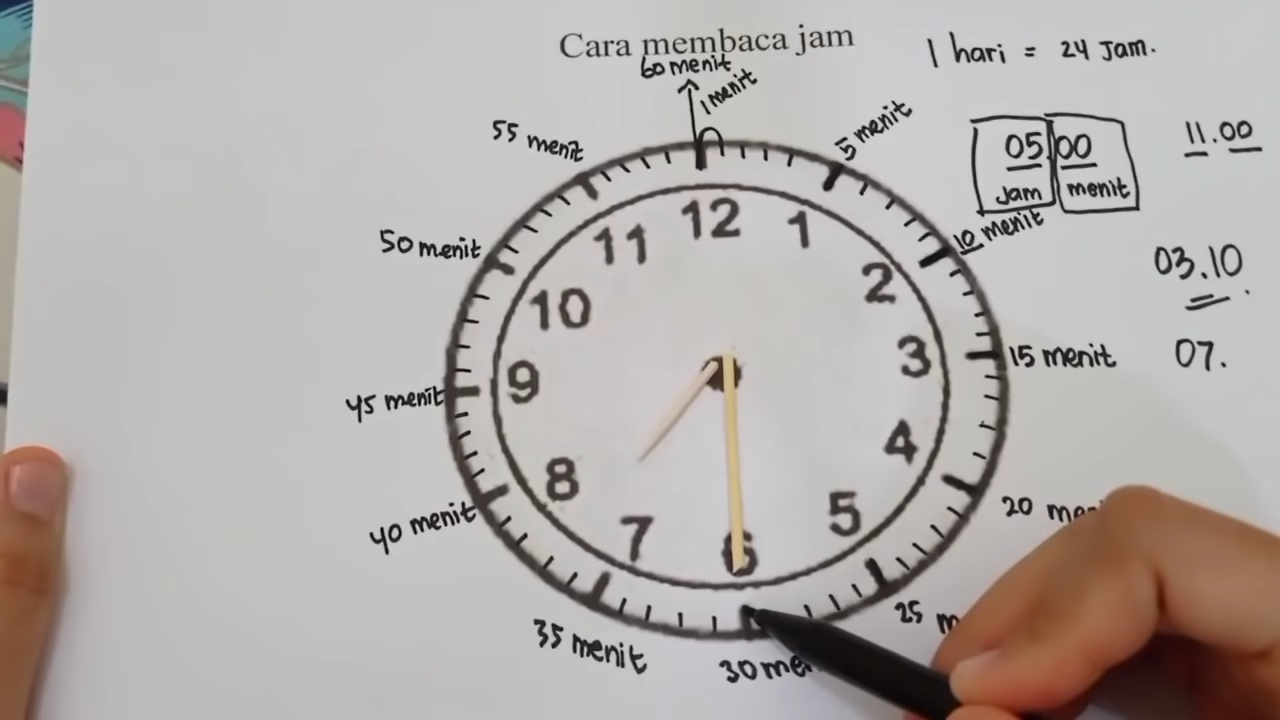 Cara membaca jam
1 hari = 24 Jam.
60 menit
1 menit
5 menit
55 menit
05.00
Jam menit
11.00
10 menit
50 menit
03.10
15 menit
07.
45 menit
20
40 menit
25
35 menit
30
12
1
2
3
4
5
6
7
8
9
10
11